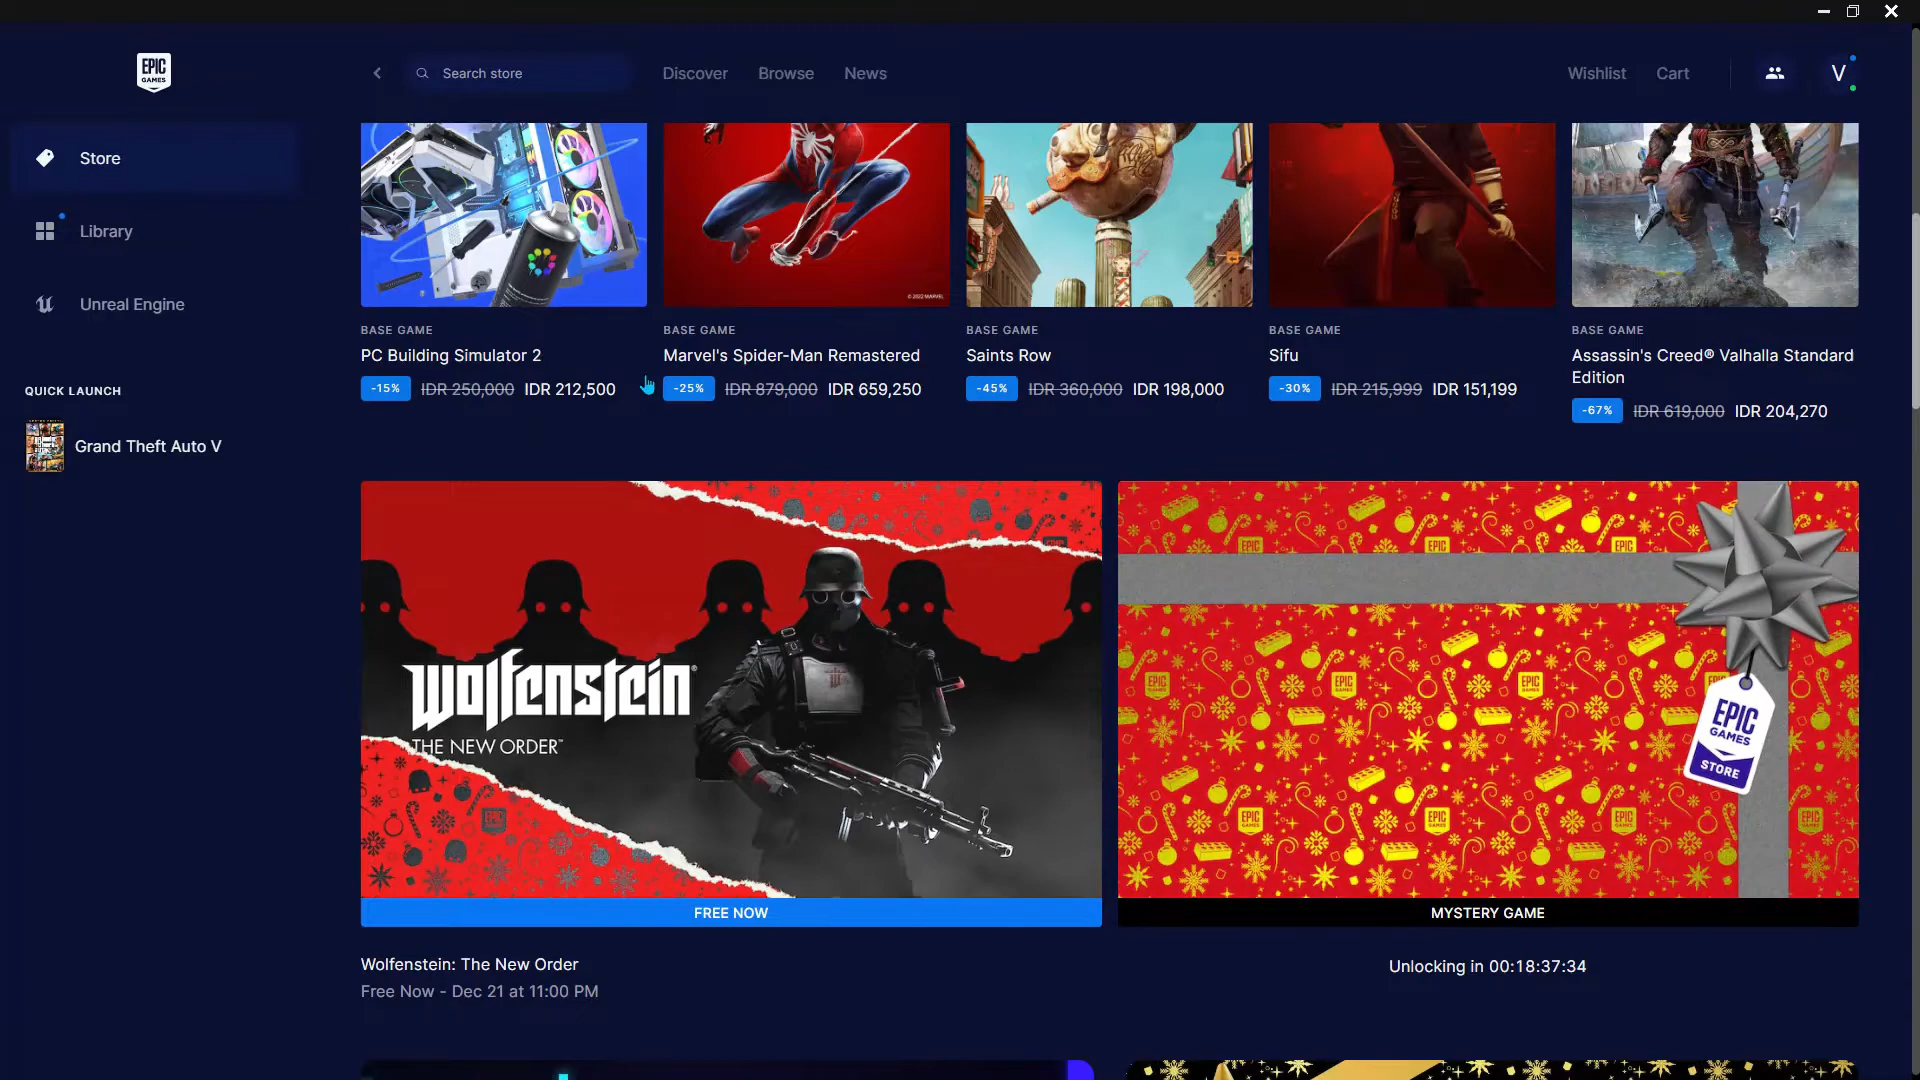 EPIC
GAMES
Search store
Discover
Browse
News
Wishlist
Cart
V
Store
Library
Unreal Engine
QUICK LAUNCH
Grand Theft Auto V
© 2022 MARVEL
BASE GAME
PC Building Simulator 2
-15% IDR 250,000 IDR 212,500
BASE GAME
Marvel's Spider-Man Remastered
-25% IDR 879,000 IDR 659,250
BASE GAME
Saints Row
-45% IDR 360,000 IDR 198,000
BASE GAME
Sifu
-30% IDR 215,999 IDR 151,199
BASE GAME
Assassin's Creed® Valhalla Standard
Edition
-67% IDR 619,000 IDR 204,270
wolfenstein®
THE NEW ORDER™
FREE NOW
Wolfenstein: The New Order
Free Now - Dec 21 at 11:00 PM
EPIC
GAMES
STORE
MYSTERY GAME
Unlocking in 00:18:37:34